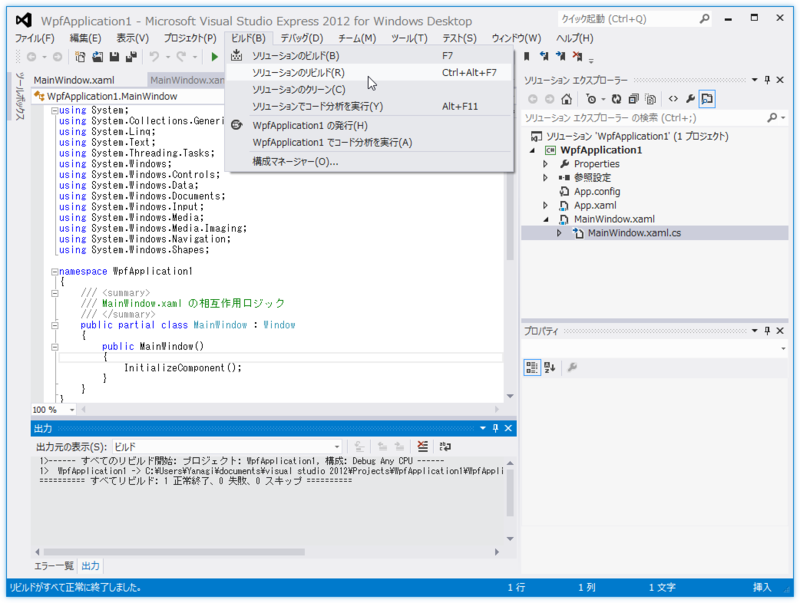 WpfApplication1 - Microsoft Visual Studio Express 2012 for Windows Desktop
クイック起動 (Ctrl+Q)
ファイル(F) 編集(E) 表示(V) プロジェクト(P) ビルド(B) デバッグ(D) チーム(M) ツール(T) テスト(S) ウィンドウ(W) ヘルプ(H)
ソリューションのビルド(B) F7
ソリューションのリビルド(R) Ctrl+Alt+F7
ソリューションのクリーン(C)
ソリューションでコード分析を実行(Y) Alt+F11
WpfApplication1 の発行(H)
WpfApplication1 でコード分析を実行(A)
構成マネージャー(O)...
ツールボックス
MainWindow.xaml MainWindow.xam
WpfApplication1.MainWindow
using System;
using System.Collections.Generi
using System.Linq;
using System.Text;
using System.Threading.Tasks;
using System.Windows;
using System.Windows.Controls;
using System.Windows.Data;
using System.Windows.Documents;
using System.Windows.Input;
using System.Windows.Media;
using System.Windows.Media.Imaging;
using System.Windows.Navigation;
using System.Windows.Shapes;
namespace WpfApplication1
{
/// <summary>
/// MainWindow.xaml の相互作用ロジック
/// </summary>
public partial class MainWindow : Window
{
public MainWindow()
{
InitializeComponent();
}
}
}
100 %
出力
出力元の表示(S): ビルド
1>------ すべてのリビルド開始: プロジェクト: WpfApplication1, 構成: Debug Any CPU ------
1>  WpfApplication1 -> C:¥Users¥Yanagi¥documents¥visual studio 2012¥Projects¥WpfApplication1¥WpfAppli
========== すべてリビルド: 1 正常終了、0 失敗、0 スキップ ==========
エラー一覧 出力
ソリューション エクスプローラー
ソリューション エクスプローラー の検索 (Ctrl+;)
ソリューション 'WpfApplication1' (1 プロジェクト)
WpfApplication1
Properties
参照設定
App.config
App.xaml
MainWindow.xaml
MainWindow.xaml.cs
プロパティ
リビルドがすべて正常に終了しました。 1 行 1 列 1 文字 挿入